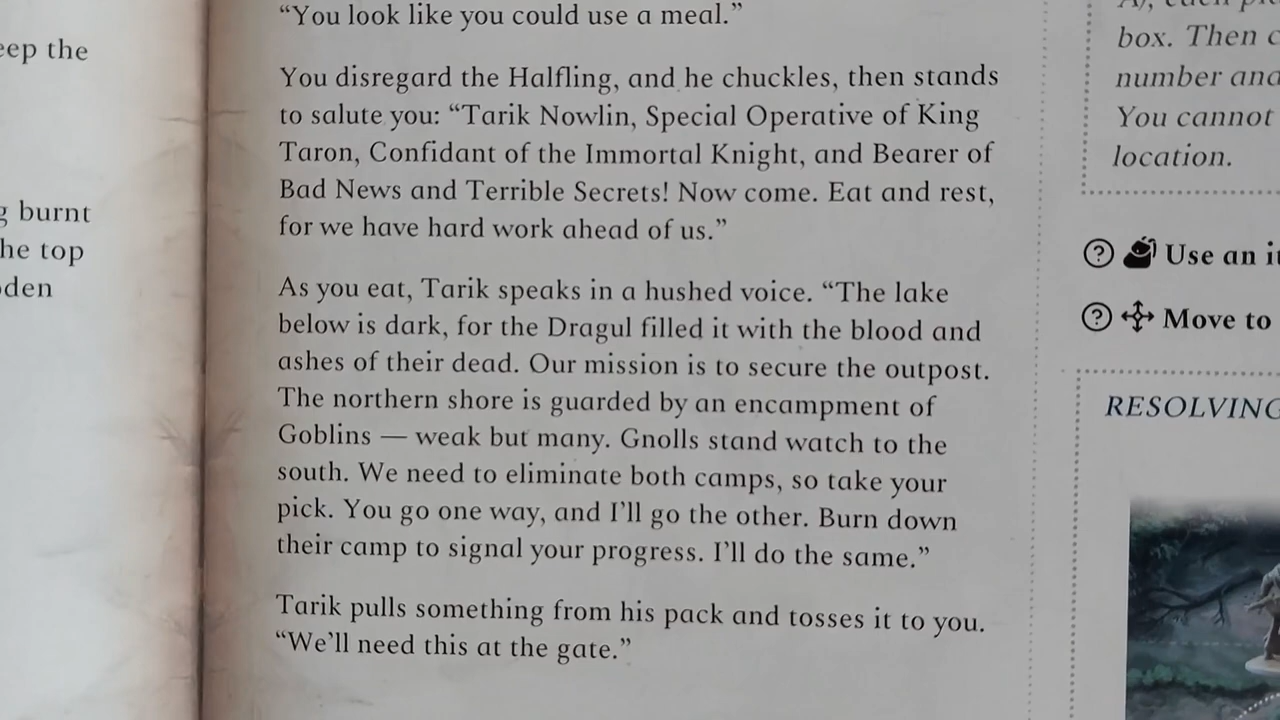 eep the
burnt
he top
“You look like you could use a meal.”
You disregard the Halfling, and he chuckles, then stands
to salute you: “Tarik Nowlin, Special Operative of King
Taron, Confidant of the Immortal Knight, and Bearer of
Bad News and Terrible Secrets! Now come. Eat and rest,
for we have hard work ahead of us.”
As you eat, Tarik speaks in a hushed voice. “The lake
below is dark, for the Dragul filled it with the blood and
ashes of their dead. Our mission is to secure the outpost.
The northern shore is guarded by an encampment of
Goblins — weak but many. Gnolls stand watch to the
south. We need to eliminate both camps, so take your
pick. You go one way, and I’ll go the other. Burn down
their camp to signal your progress. I’ll do the same.”
Tarik pulls something from his pack and tosses it to you.
“We’ll need this at the gate.”
box. Then
number and
You cannot
location.
Use an
Move to
RESOLVING